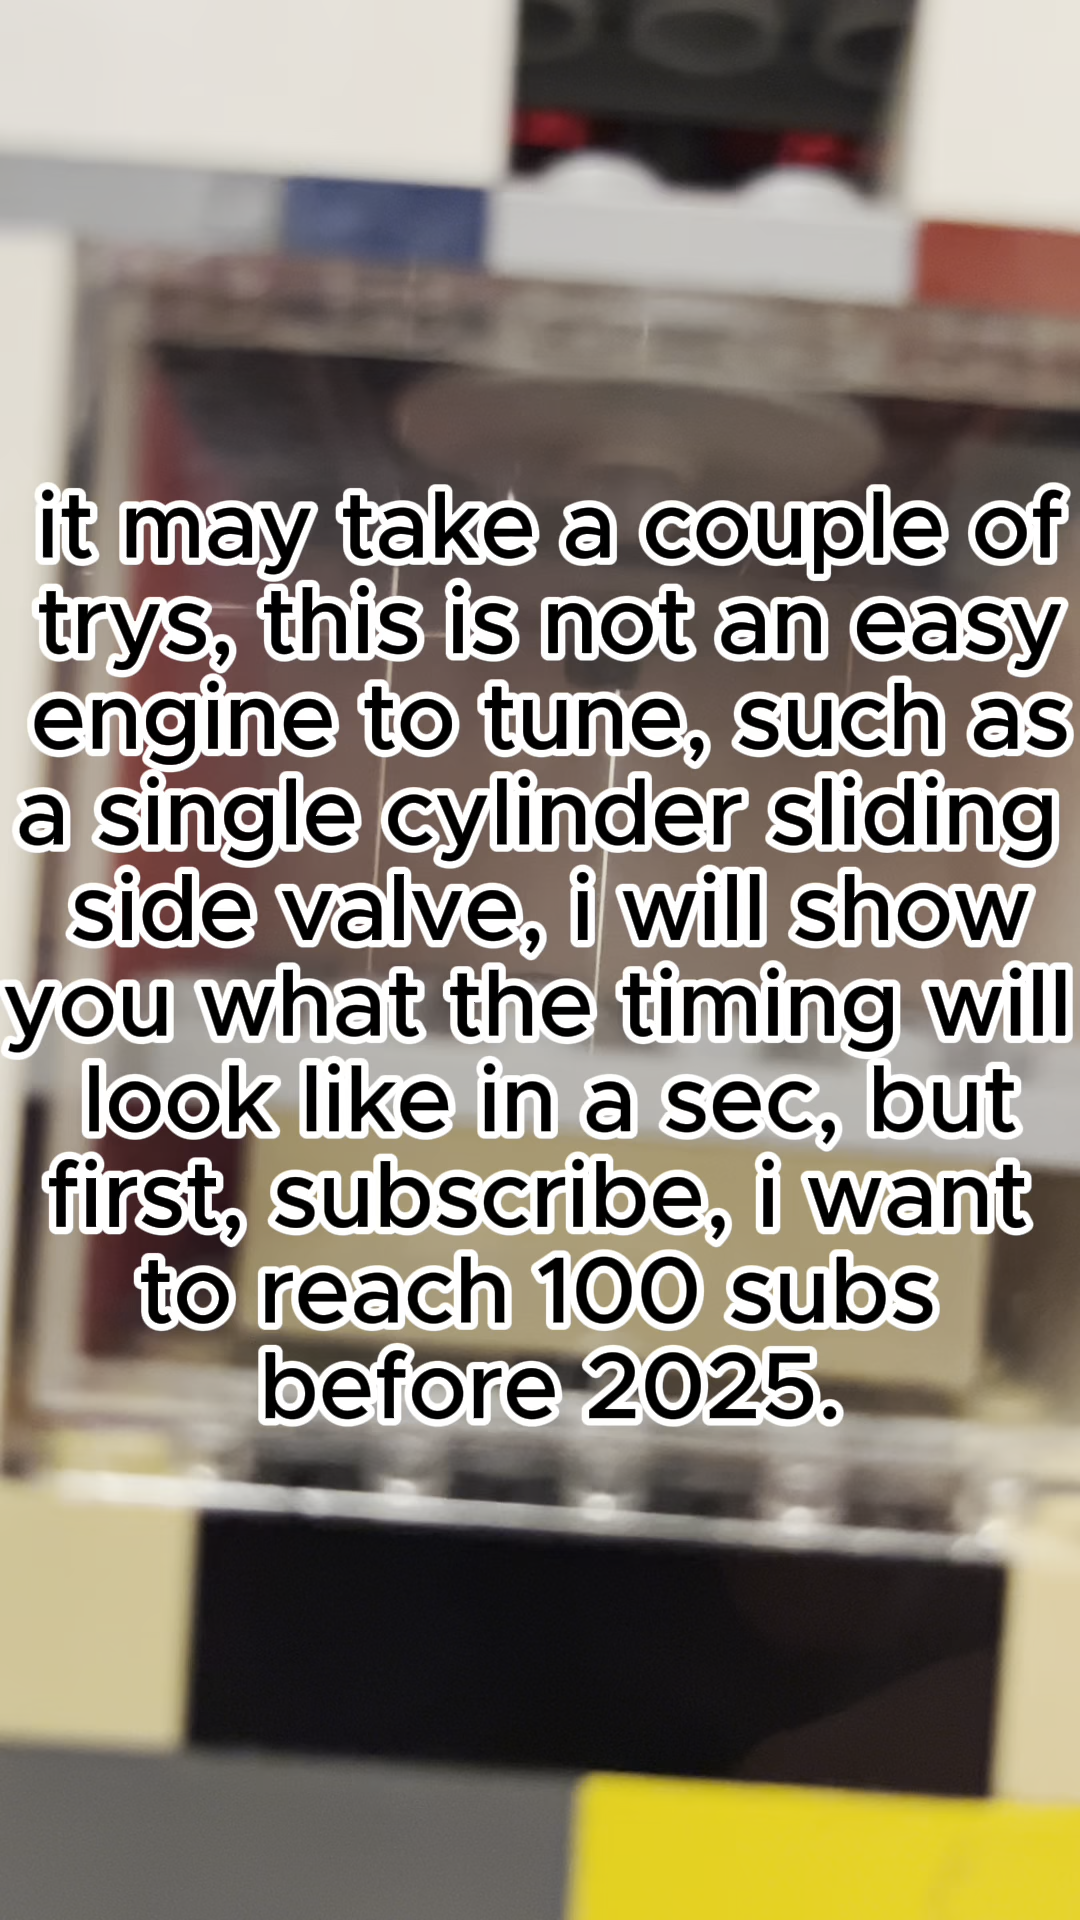 it may take a couple of
trys, this is not an easy
engine to tune, such as
a single cylinder sliding
side valve, i will show
you what the timing will
look like in a sec, but
first, subscribe, i want
to reach 100 subs
before 2025.